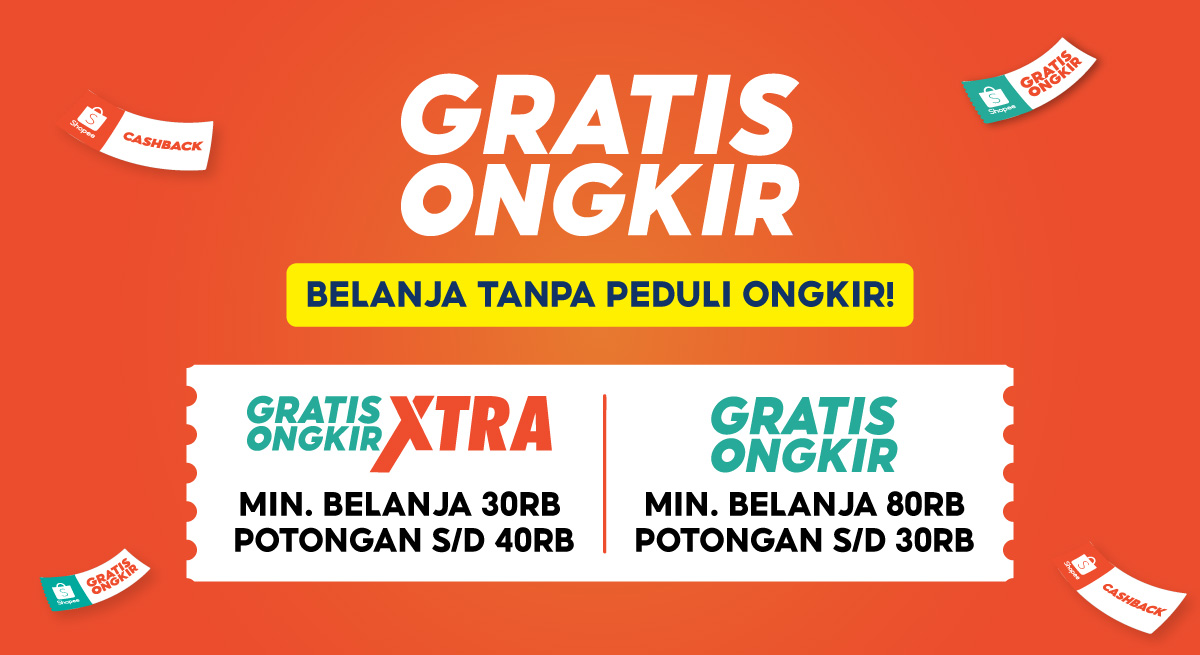 GRATIS
ONGKIR
Shopee
CASHBACK
Shopee
GRATIS
ONGKIR
BELANJA TANPA PEDULI ONGKIR!
GRATIS
ONGKIR XTRA
MIN. BELANJA 30RB
POTONGAN S/D 40RB
GRATIS
ONGKIR
MIN. BELANJA 80RB
POTONGAN S/D 30RB
Shopee
GRATIS
ONGKIR
Shopee
CASHBACK